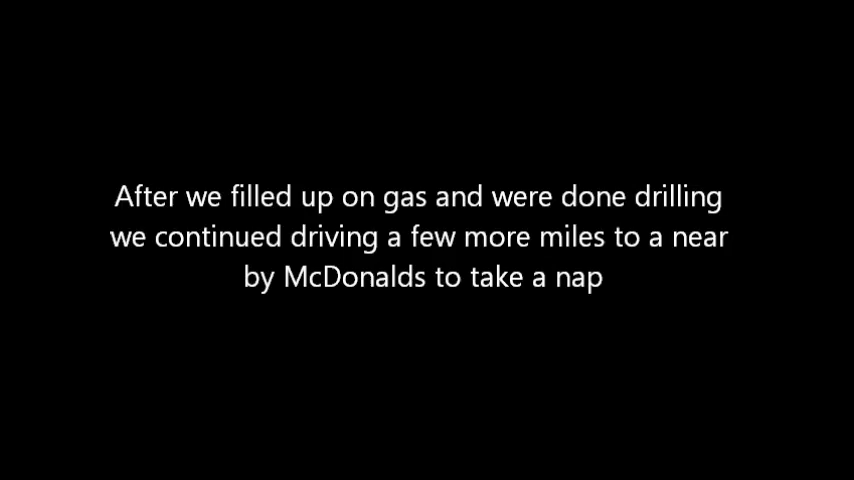 After we filled up on gas and were done drilling
we continued driving a few more miles to a near
by McDonalds to take a nap